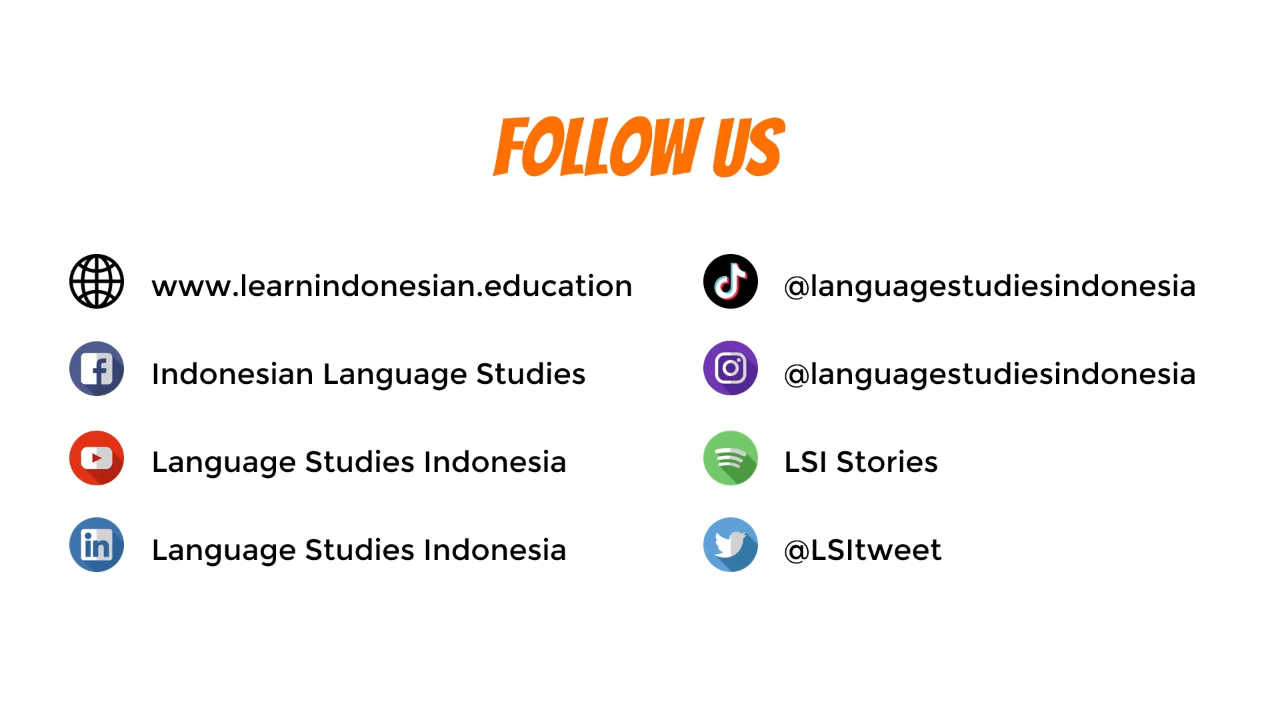 FOLLOW US
www.learnindonesian.education
Indonesian Language Studies
Language Studies Indonesia
Language Studies Indonesia
@languagestudiesindonesia
@languagestudiesindonesia
LSI Stories
@LSItweet